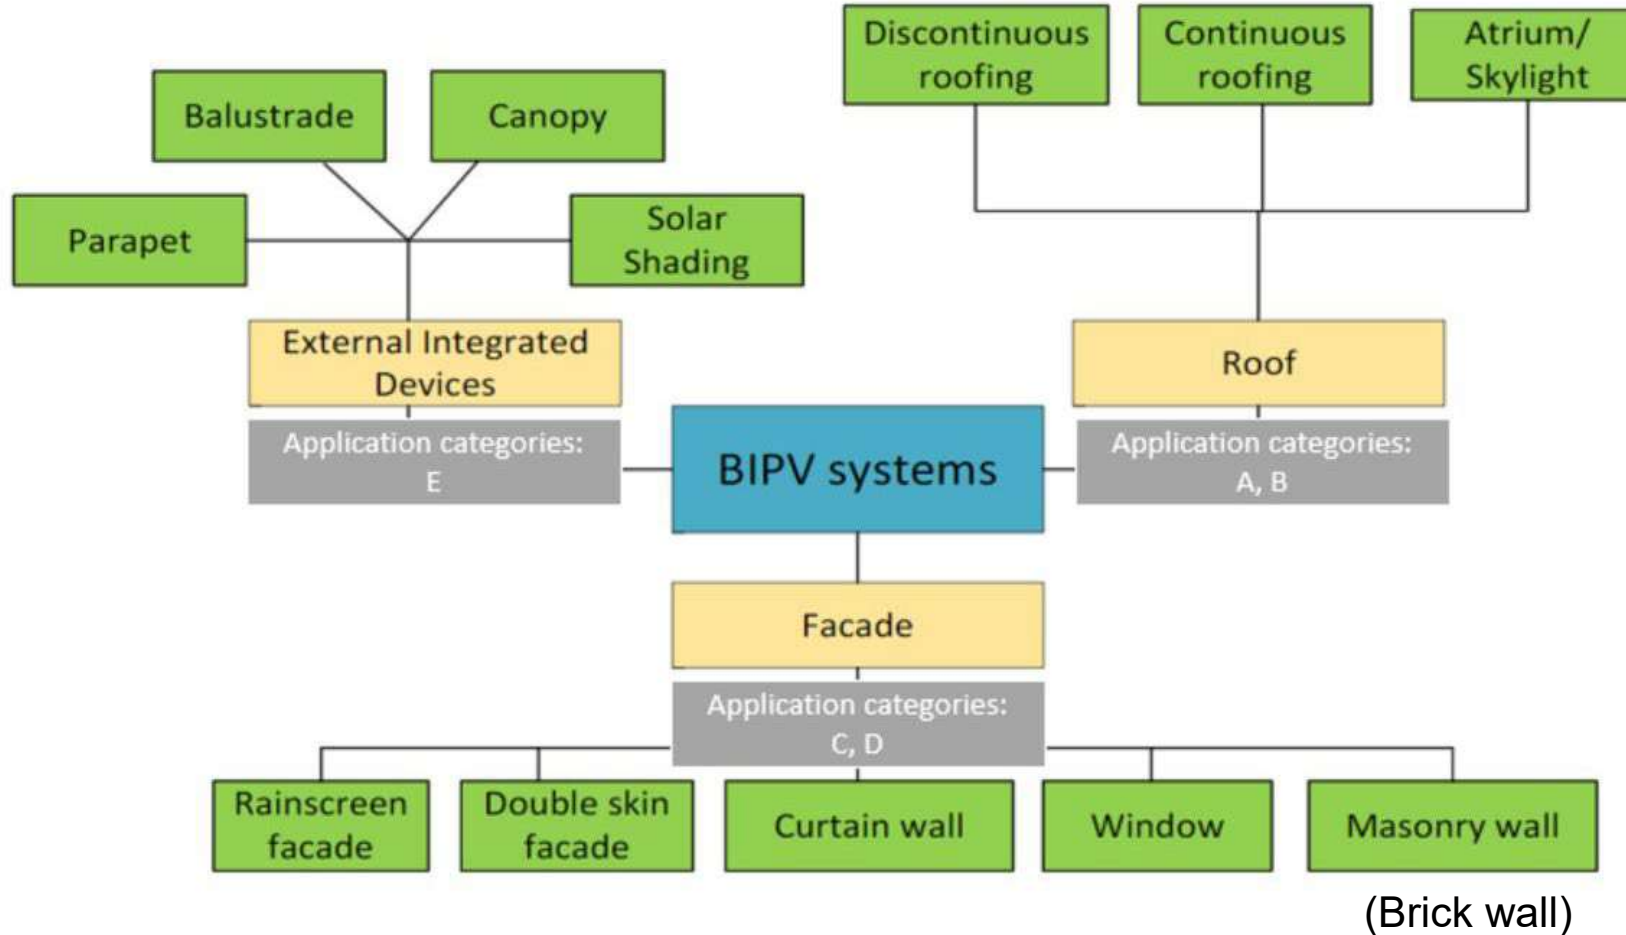 Discontinuous
roofing
Continuous
roofing
Atrium/
Skylight
Balustrade
Canopy
Parapet
Solar
Shading
External Integrated
Devices
Roof
Application categories:
E
BIPV systems
Application categories:
A, B
Facade
Application categories:
C, D
Rainscreen
facade
Double skin
facade
Curtain wall
Window
Masonry wall
(Brick wall)